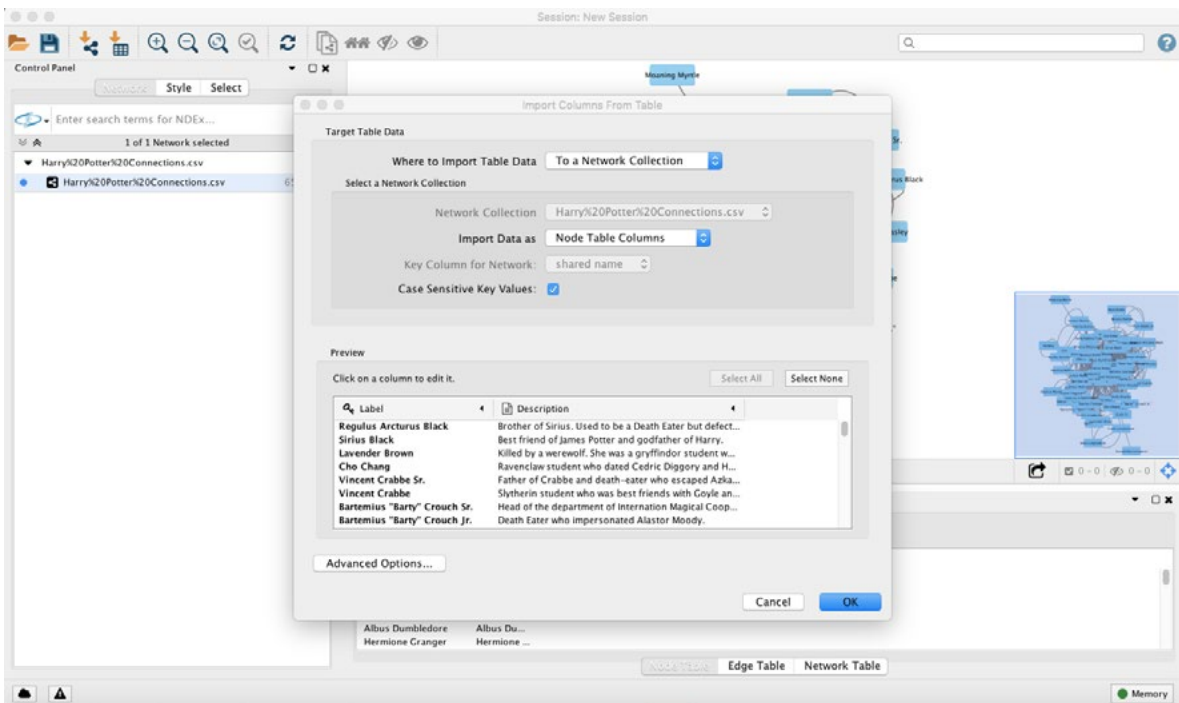 Session: New Session
Control Panel
Network Style Select
Enter search terms for NDEx...
1 of 1 Network selected
Harry%20Potter%20Connections.csv
Harry%20Potter%20Connections.csv
Moaning Myrtle
Import Columns From Table
Target Table Data
Where to Import Table Data To a Network Collection
Select a Network Collection
Network Collection Harry%20Potter%20Connections.csv
Import Data as Node Table Columns
Key Column for Network: shared name
Case Sensitive Key Values:
Sr.
Black
Preview
Click on a column to edit it. Select All Select None
Label Description
Regulus Arcturus Black Brother of Sirius. Used to be a Death Eater but defect...
Sirius Black Best friend of James Potter and godfather of Harry.
Lavender Brown Killed by a werewolf. She was a gryffindor student w...
Cho Chang Ravenclaw student who dated Cedric Diggory and H...
Vincent Crabbe Sr. Father of Crabbe and death-eater who escaped Azka...
Vincent Crabbe Slytherin student who was best friends with Goyle an...
Bartemius "Barty" Crouch Sr. Head of the department of Internation Magical Coop...
Bartemius "Barty" Crouch Jr. Death Eater who impersonated Alastor Moody.
Advanced Options...
Cancel OK
0 - 0 0 - 0
Albus Dumbledore Albus Du...
Hermione Granger Hermione ...
Node Table Edge Table Network Table
Memory